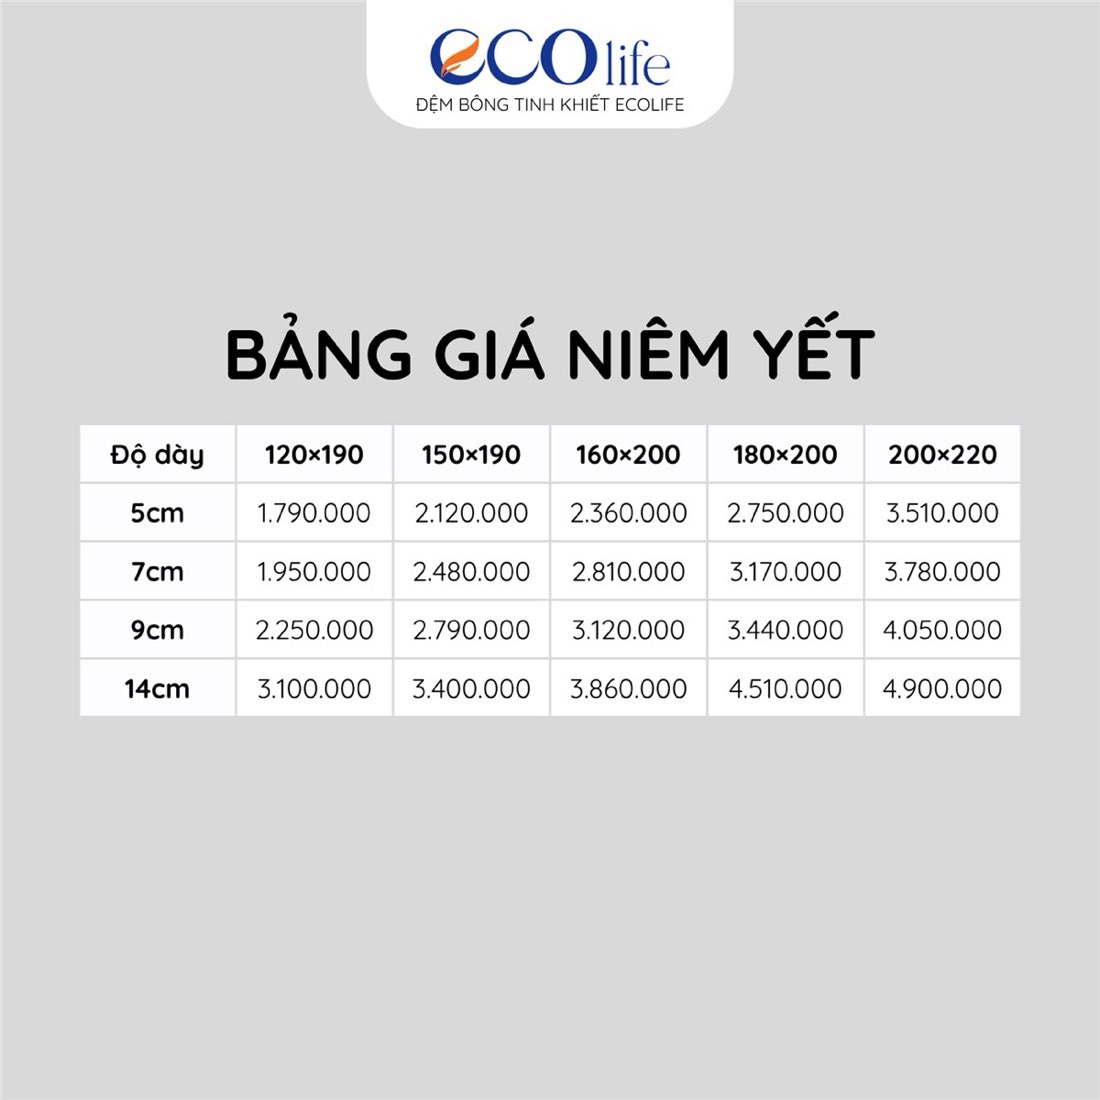 ecolife
ĐỆM BÔNG TINH KHIẾT ECOLIFE
BẢNG GIÁ NIÊM YẾT
Độ dày 120×190 150×190 160×200 180×200 200×220
5cm 1.790.000 2.120.000 2.360.000 2.750.000 3.510.000
7cm 1.950.000 2.480.000 2.810.000 3.170.000 3.780.000
9cm 2.250.000 2.790.000 3.120.000 3.440.000 4.050.000
14cm 3.100.000 3.400.000 3.860.000 4.510.000 4.900.000